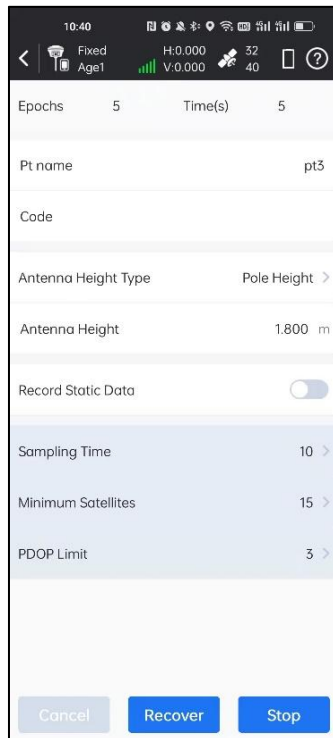 10:40
Fixed H:0.000 32
Age1 V:0.000 40
Epochs 5 Time(s) 5
Pt name pt3
Code
Antenna Height Type Pole Height
Antenna Height 1.800 m
Record Static Data
Sampling Time 10
Minimum Satellites 15
PDOP Limit 3
Cancel Recover Stop